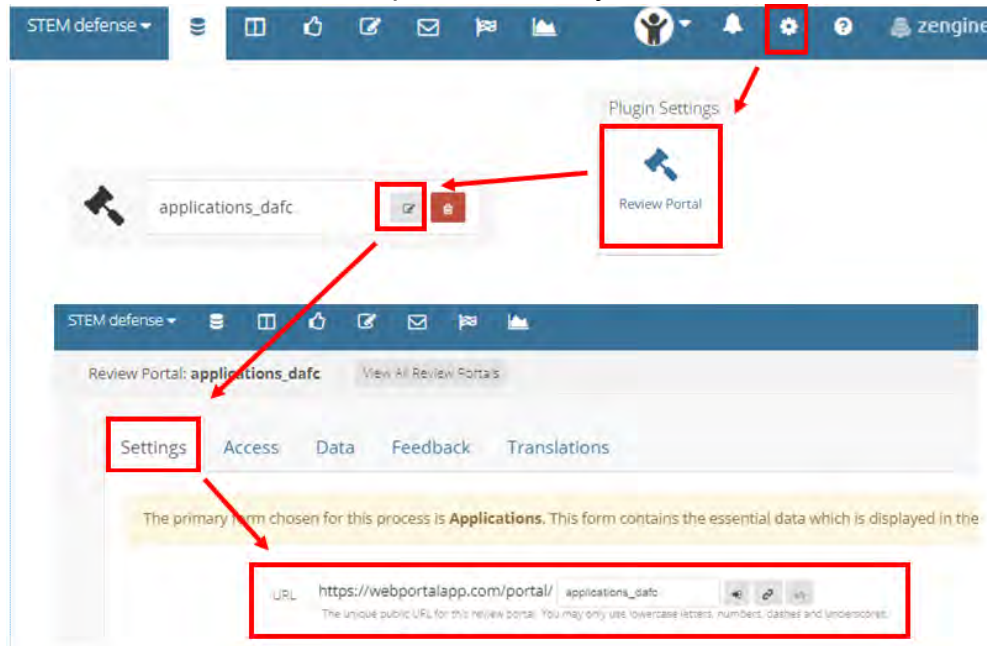 STEM defense
zengine
Plugin Settings
Review Portal
applications_dafc
STEM defense
Review Portal: applications_dafc View All Review Portals
Settings Access Data Feedback Translations
The primary form chosen for this process is Applications. This form contains the essential data which is displayed in the
URL https://webportalapp.com/portal/ applications_dafc
The unique public URL for this review portal. You may only use lowercase letters, numbers, dashes and underscores.